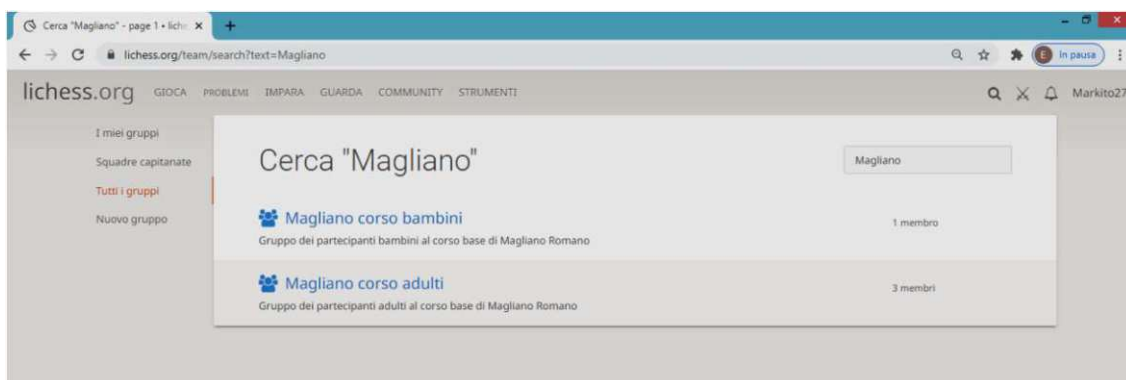 Cerca "Magliano" - page 1 • liche
lichess.org/team/search?text=Magliano
E In pausa
lichess.org GIOCA PROBLEMI IMPARA GUARDA COMMUNITY STRUMENTI Markito27
I miei gruppi
Squadre capitanate
Tutti i gruppi
Nuovo gruppo
Cerca "Magliano"
Magliano
Magliano corso bambini
1 membro
Gruppo dei partecipanti bambini al corso base di Magliano Romano
Magliano corso adulti
3 membri
Gruppo dei partecipanti adulti al corso base di Magliano Romano